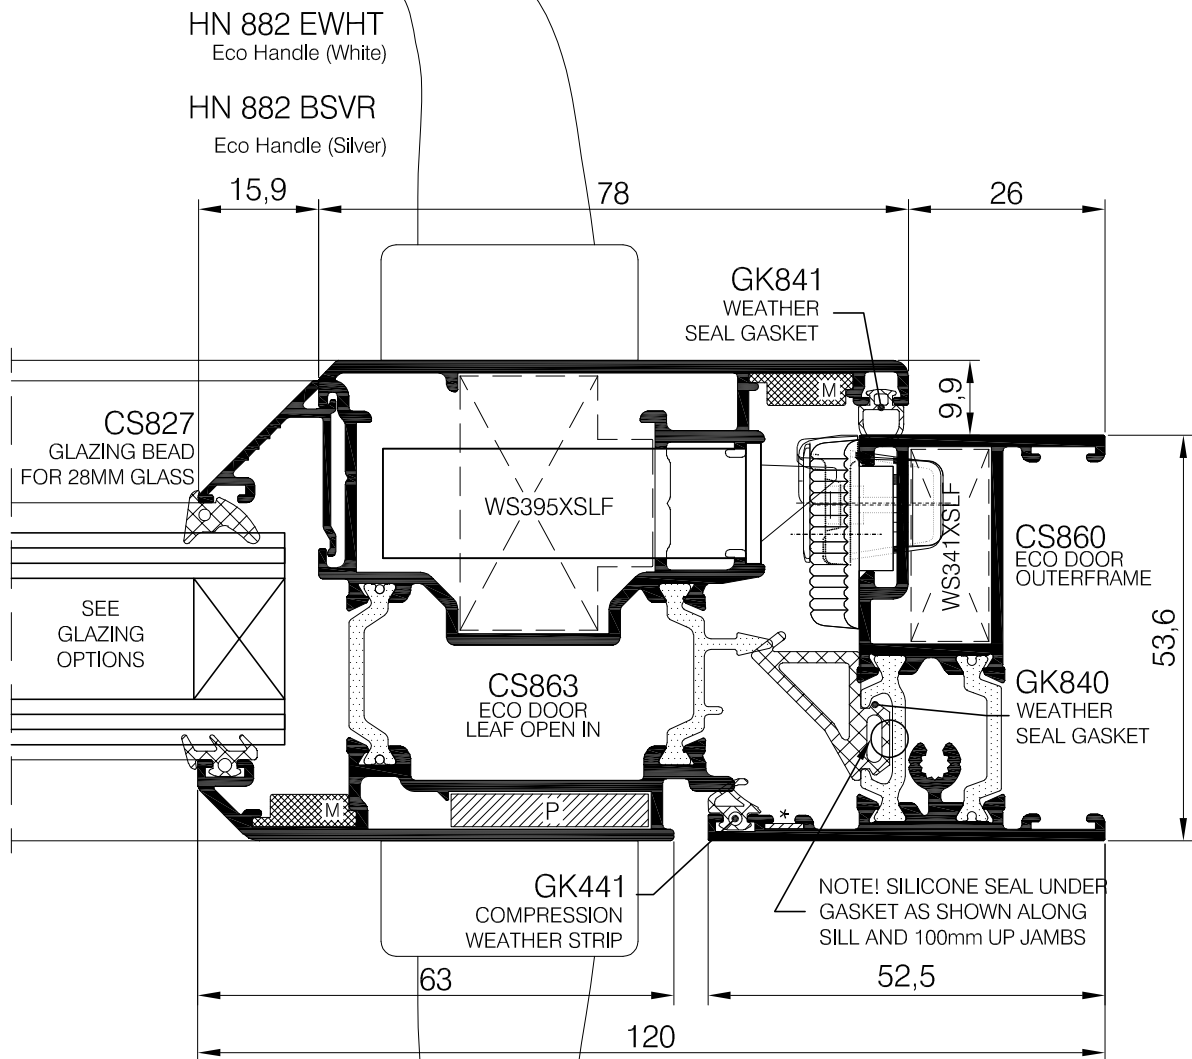 HN 882 EWHT
Eco Handle (White)
HN 882 BSVR
Eco Handle (Silver)
15,9
78
26
GK841
WEATHER
SEAL GASKET
9,9
M
CS827
GLAZING BEAD
FOR 28MM GLASS
WS395XSLF
WS341XSLF
CS860
ECO DOOR
OUTERFRAME
53,6
SEE
GLAZING
OPTIONS
CS863
ECO DOOR
LEAF OPEN IN
GK840
WEATHER
SEAL GASKET
M
P
*
GK441
COMPRESSION
WEATHER STRIP
NOTE! SILICONE SEAL UNDER
GASKET AS SHOWN ALONG
SILL AND 100mm UP JAMBS
63
52,5
120